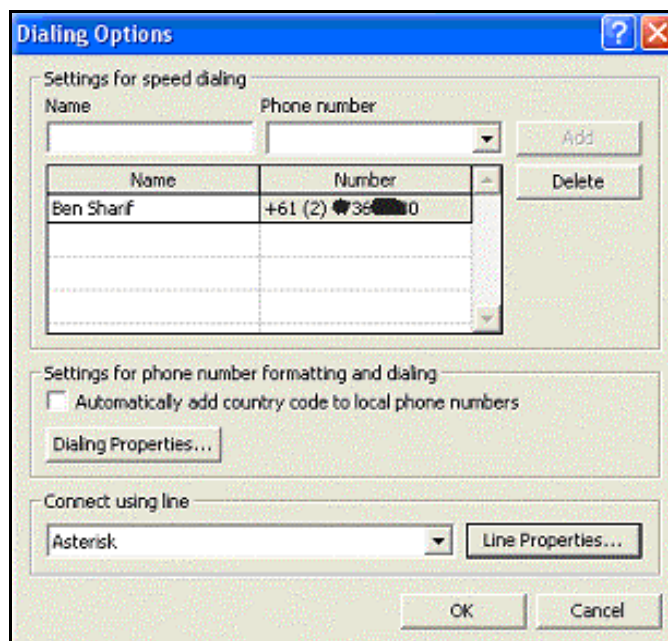 Dialing Options
Settings for speed dialing
Name Phone number
Add
Name Number
Delete
Ben Sharif +61 (2) 36 0
Settings for phone number formatting and dialing
Automatically add country code to local phone numbers
Dialing Properties...
Connect using line
Asterisk
Line Properties...
OK Cancel